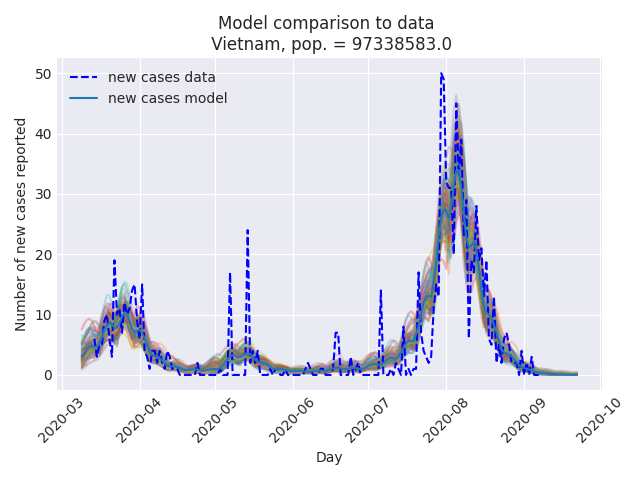 Model comparison to data
Vietnam, pop. = 97338583.0
new cases data
new cases model
Number of new cases reported
50
40
30
20
10
0
2020-03
2020-04
2020-05
2020-06
2020-07
2020-08
2020-09
2020-10
Day